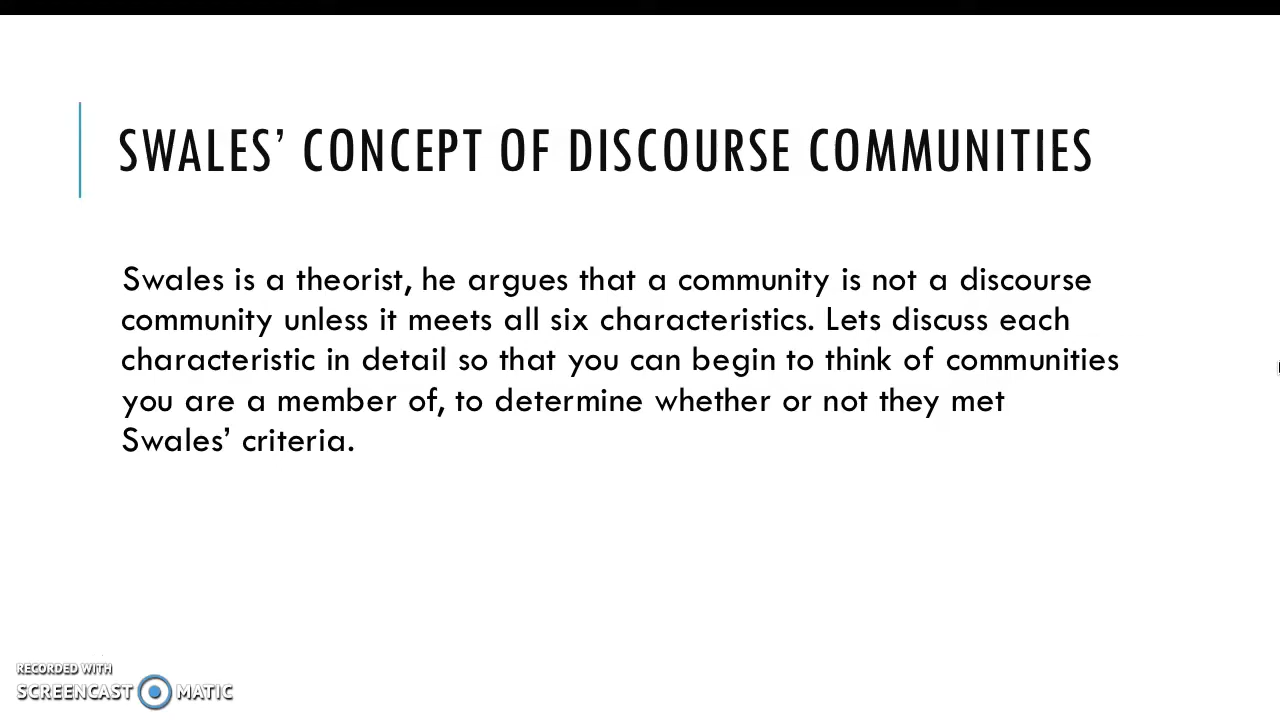 SWALES’ CONCEPT OF DISCOURSE COMMUNITIES
Swales is a theorist, he argues that a community is not a discourse
community unless it meets all six characteristics. Lets discuss each
characteristic in detail so that you can begin to think of communities
you are a member of, to determine whether or not they met
Swales’ criteria.
RECORDED WITH
SCREENCAST MATIC